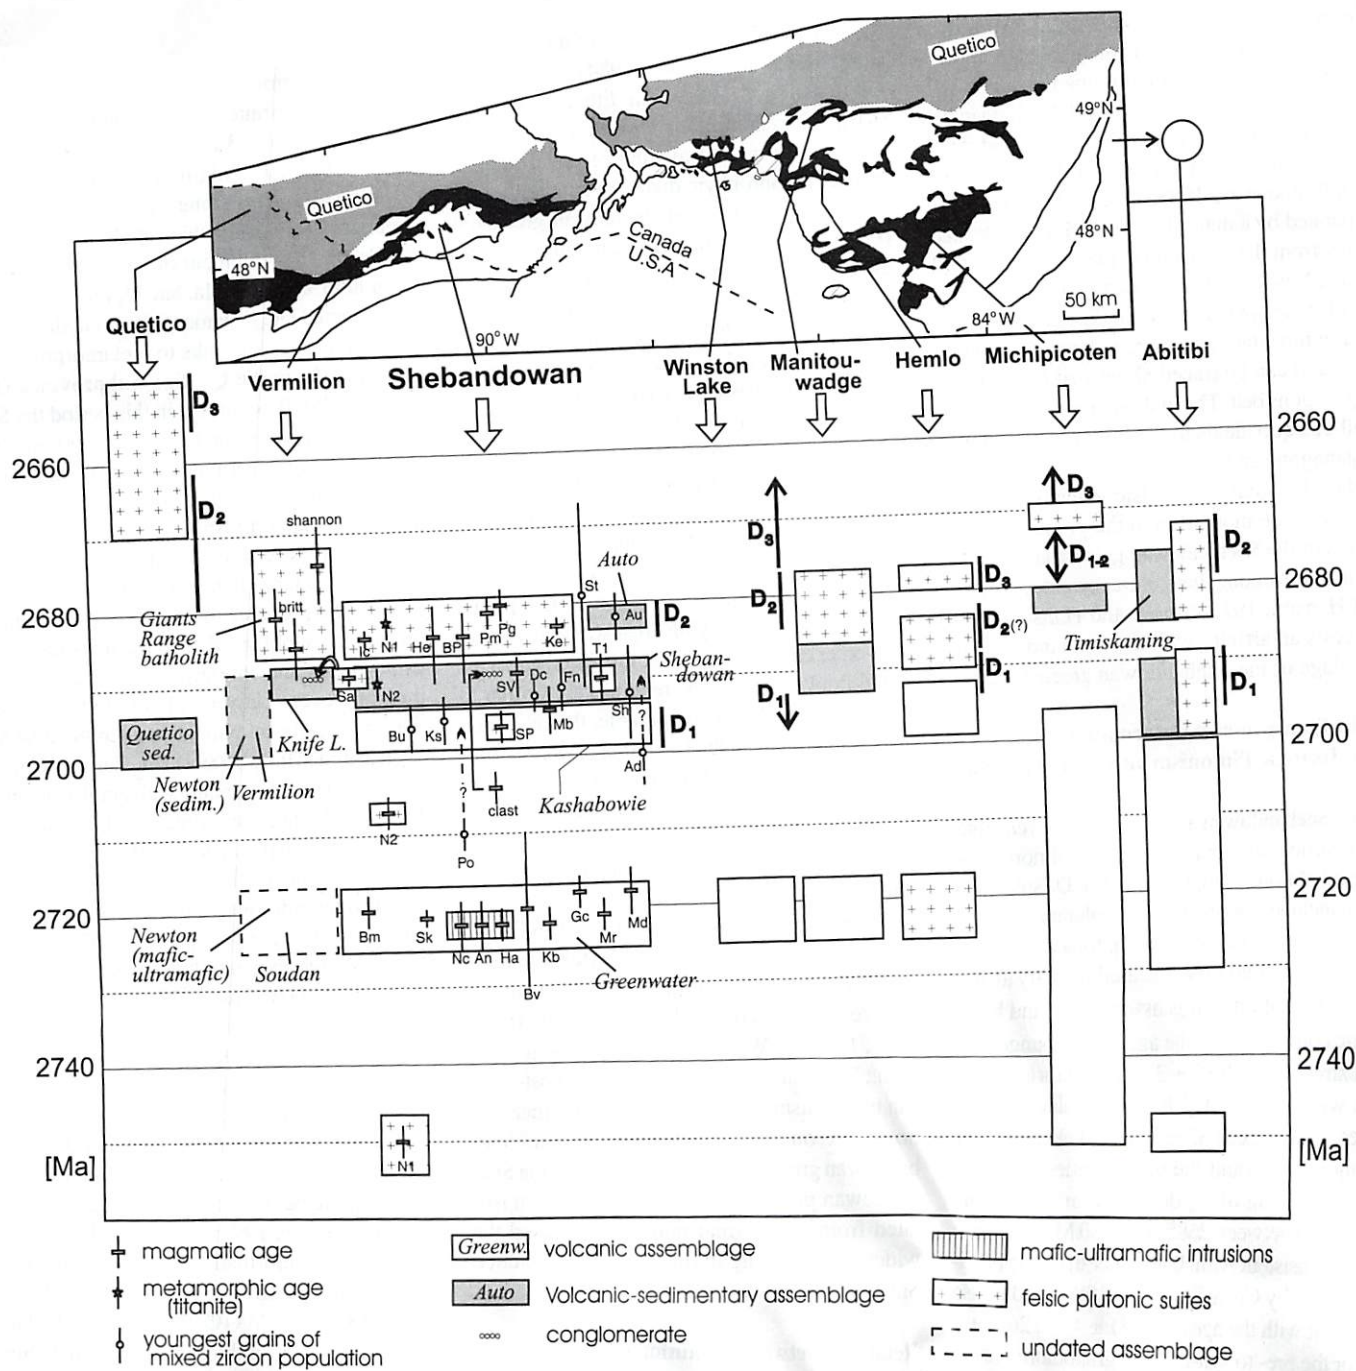 Quetico
Quetico
49°N
48°N
48°N
Canada
U.S.A
90°W
84°W
50 km
Quetico
Vermilion
Shebandowan
Winston
Lake
Manitou-
wadge
Hemlo
Michipicoten
Abitibi
2660
2660
D3
D2
shannon
D3
D3
D1-2
D2
Auto
St
britt
Giants
Range
batholith
Ic
N1
He
BP
Pm
Pg
Ke
Au
T1
D2
D2
D3
D2(?)
2680
2680
Timiskaming
Sheban-
dowan
Sa
N2
SV
Dc
Fn
Sh
D1
D1
D1
D1
Quetico
sed.
Knife L.
Bu
Ks
SP
Mb
?
Ad
Newton
(sedim.)
Vermilion
2700
2700
?
clast
Kashabowie
N2
Po
2720
2720
Newton
(mafic-
ultramafic)
Soudan
Bm
Sk
Nc
An
Ha
Bv
Kb
Gc
Mr
Md
Greenwater
2740
2740
[Ma]
N1
[Ma]
magmatic age
metamorphic age
(titanite)
youngest grains of
mixed zircon population
Greenw.
volcanic assemblage
Auto
Volcanic-sedimentary assemblage
conglomerate
mafic-ultramafic intrusions
felsic plutonic suites
undated assemblage